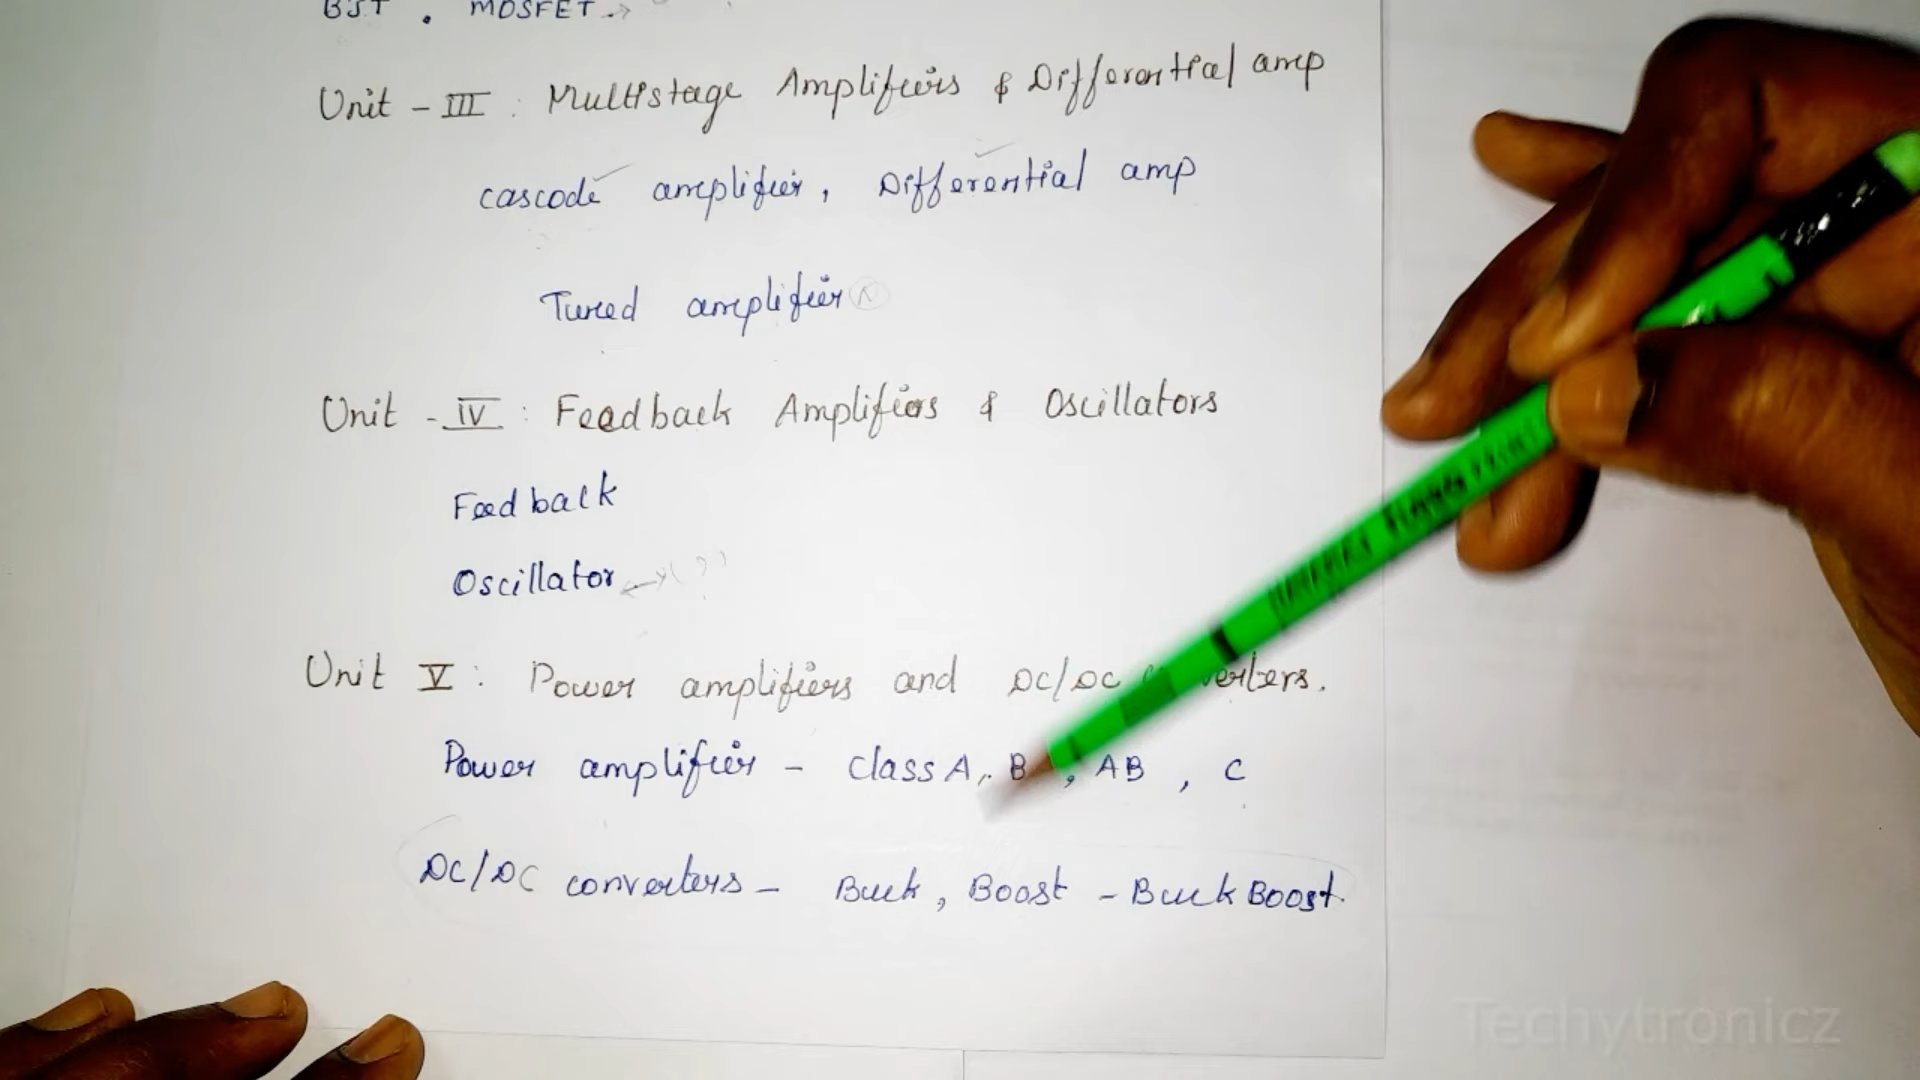 BJT , MOSFET →
Unit - III : Multistage Amplifiers & Differential amp
cascode amplifier, Differential amp
Tuned amplifier
Unit - IV : Feedback Amplifiers & Oscillators
Feedback
Oscillator (?)
Unit V : Power amplifiers and DC/DC verters.
Power amplifier - class A, B, AB, C
DC/DC converters - Buck, Boost - Buck Boost.
Techytronicz